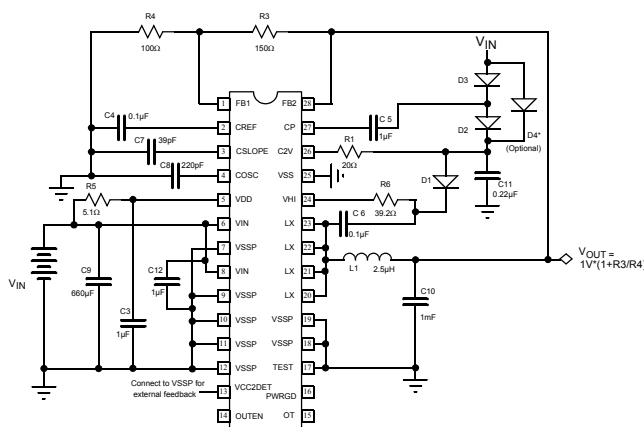 R4
100Ω
R3
150Ω
VIN
D3
D2
D4*
(Optional)
1
FB1
FB2
28
C4
0.1µF
2
CREF
CP
27
C 5
1µF
C7
39pF
3
CSLOPE
C2V
26
R1
20Ω
C8
220pF
4
COSC
VSS
25
D1
C11
0.22µF
R5
5.1Ω
5
VDD
VHI
24
R6
39.2Ω
6
VIN
LX
23
C 6
0.1µF
7
VSSP
LX
22
8
VIN
LX
21
L1
2.5µH
VOUT =
1V*(1+R3/R4)
VIN
C9
660µF
C12
1µF
9
VSSP
LX
20
C10
1mF
C3
1µF
10
VSSP
VSSP
19
11
VSSP
VSSP
18
12
VSSP
TEST
17
Connect to VSSP for
external feedback
13
VCC2DET
PWRGD
16
14
OUTEN
OT
15